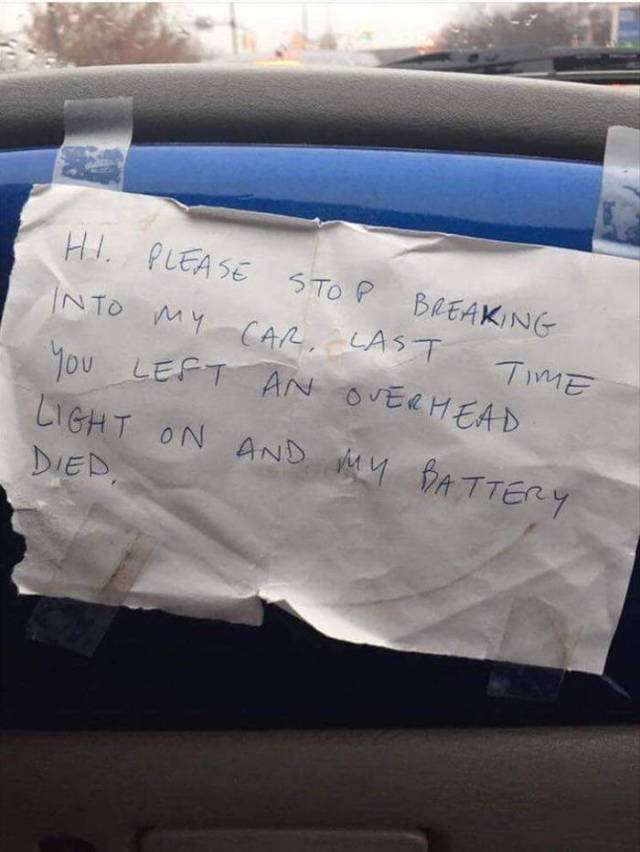 HI. PLEASE STOP BREAKING
INTO MY CAR. LAST TIME
YOU LEFT AN OVERHEAD
LIGHT ON AND MY BATTERY
DIED.